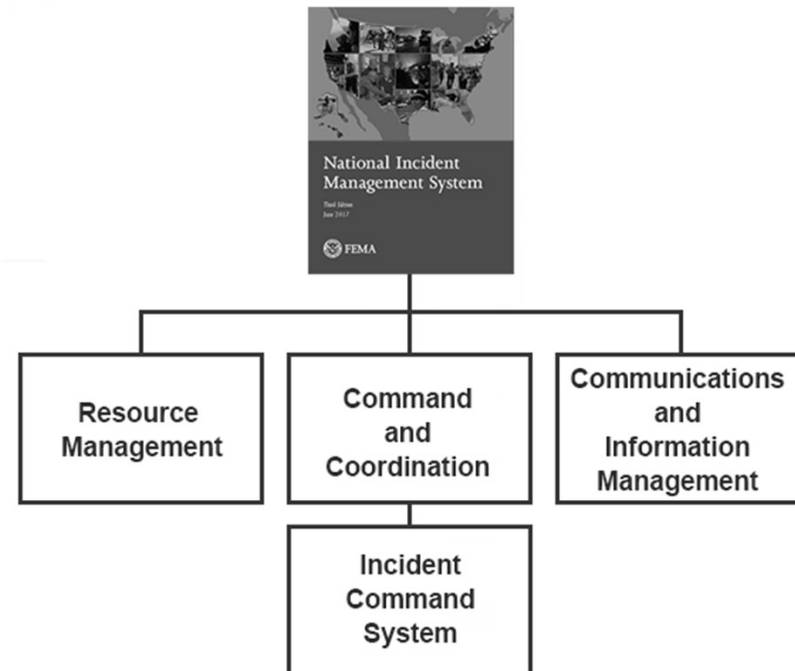 National Incident
Management System
Third Edition
June 2017
FEMA
Resource
Management
Command
and
Coordination
Communications
and
Information
Management
Incident
Command
System